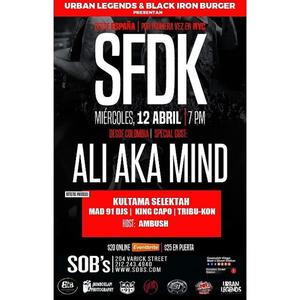 URBAN LEGENDS & BLACK IRON BURGER
PRESENTAN
ESPAÑA | POR PRIMERA VEZ EN NYC
SFDK
MIÉRCOLES, 12 ABRIL | 7 PM
DESDE COLOMBIA | SPECIAL GUEST:
ALI AKA MIND
KULTAMA SELEKTAH
MAD 91 DJS | KING CAPO | TRIBU-KON
HOST: AMBUSH
$20 ONLINE Eventbrite $25 EN PUERTA
SOB's
204 VARICK STREET
212.243.4940
WWW.SOBS.COM
URBAN
LEGENDS